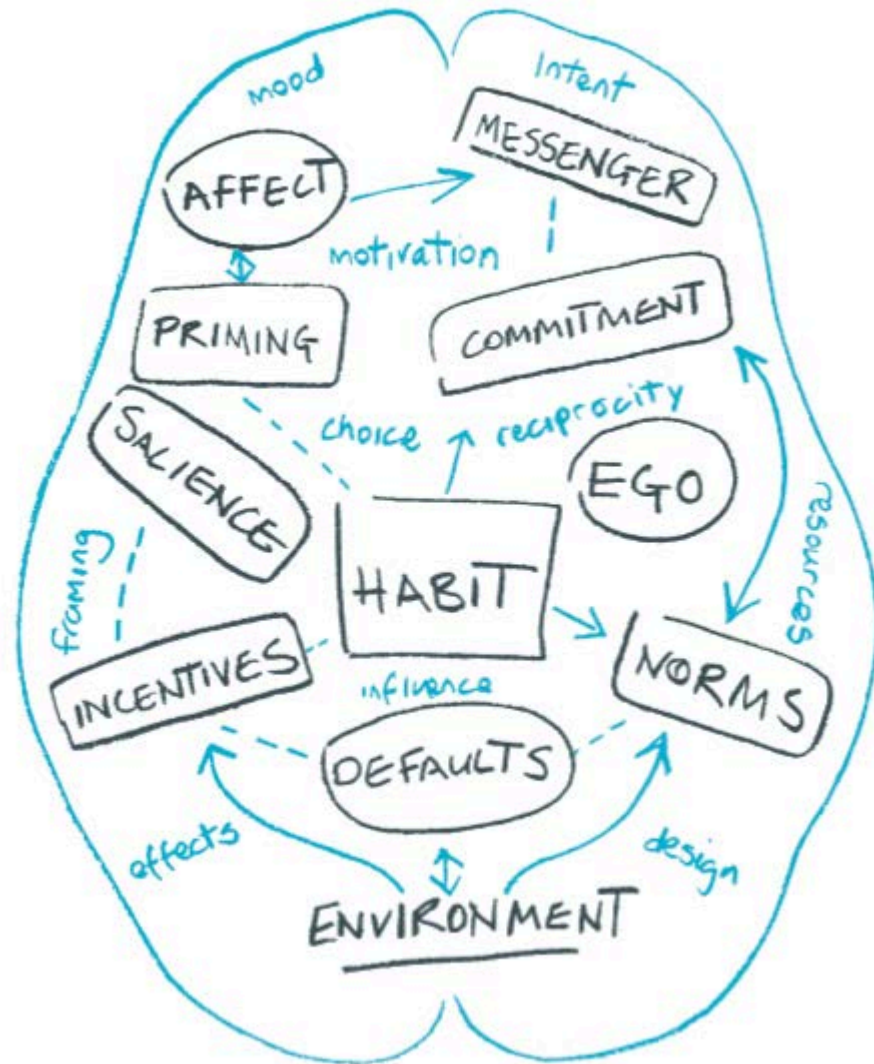 mood
Intent
MESSENGER
AFFECT
motivation
PRIMING
COMMITMENT
choice
reciprocity
SALIENCE
EGO
framing
resources
HABIT
INCENTIVES
NORMS
influence
DEFAULTS
effects
design
ENVIRONMENT